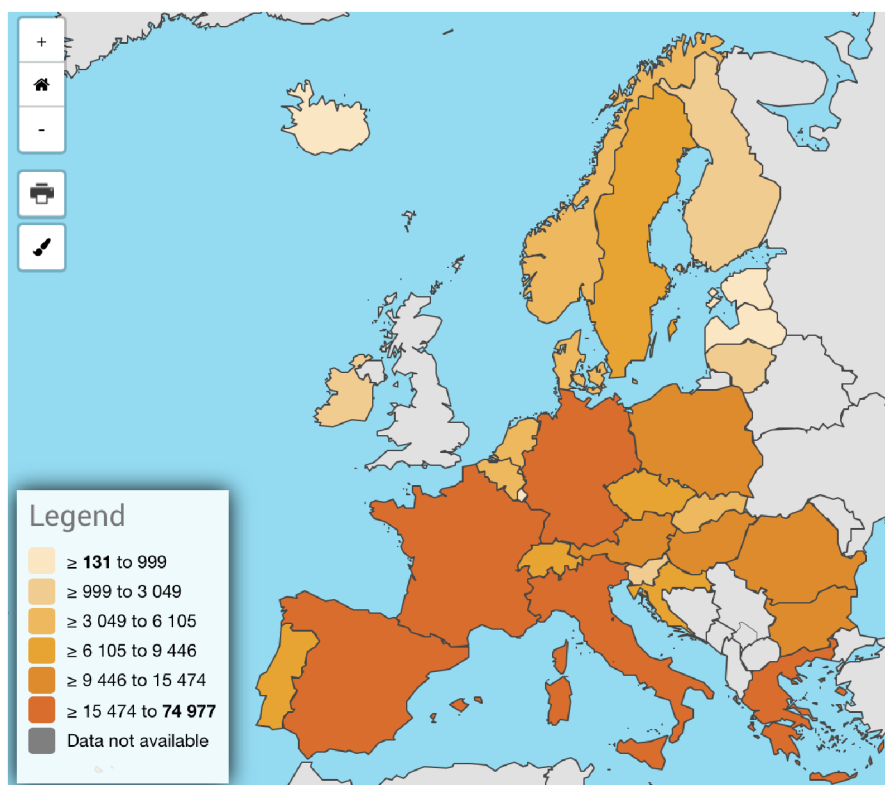 +
-
Legend
≥ 131 to 999
≥ 999 to 3 049
≥ 3 049 to 6 105
≥ 6 105 to 9 446
≥ 9 446 to 15 474
≥ 15 474 to 74 977
Data not available